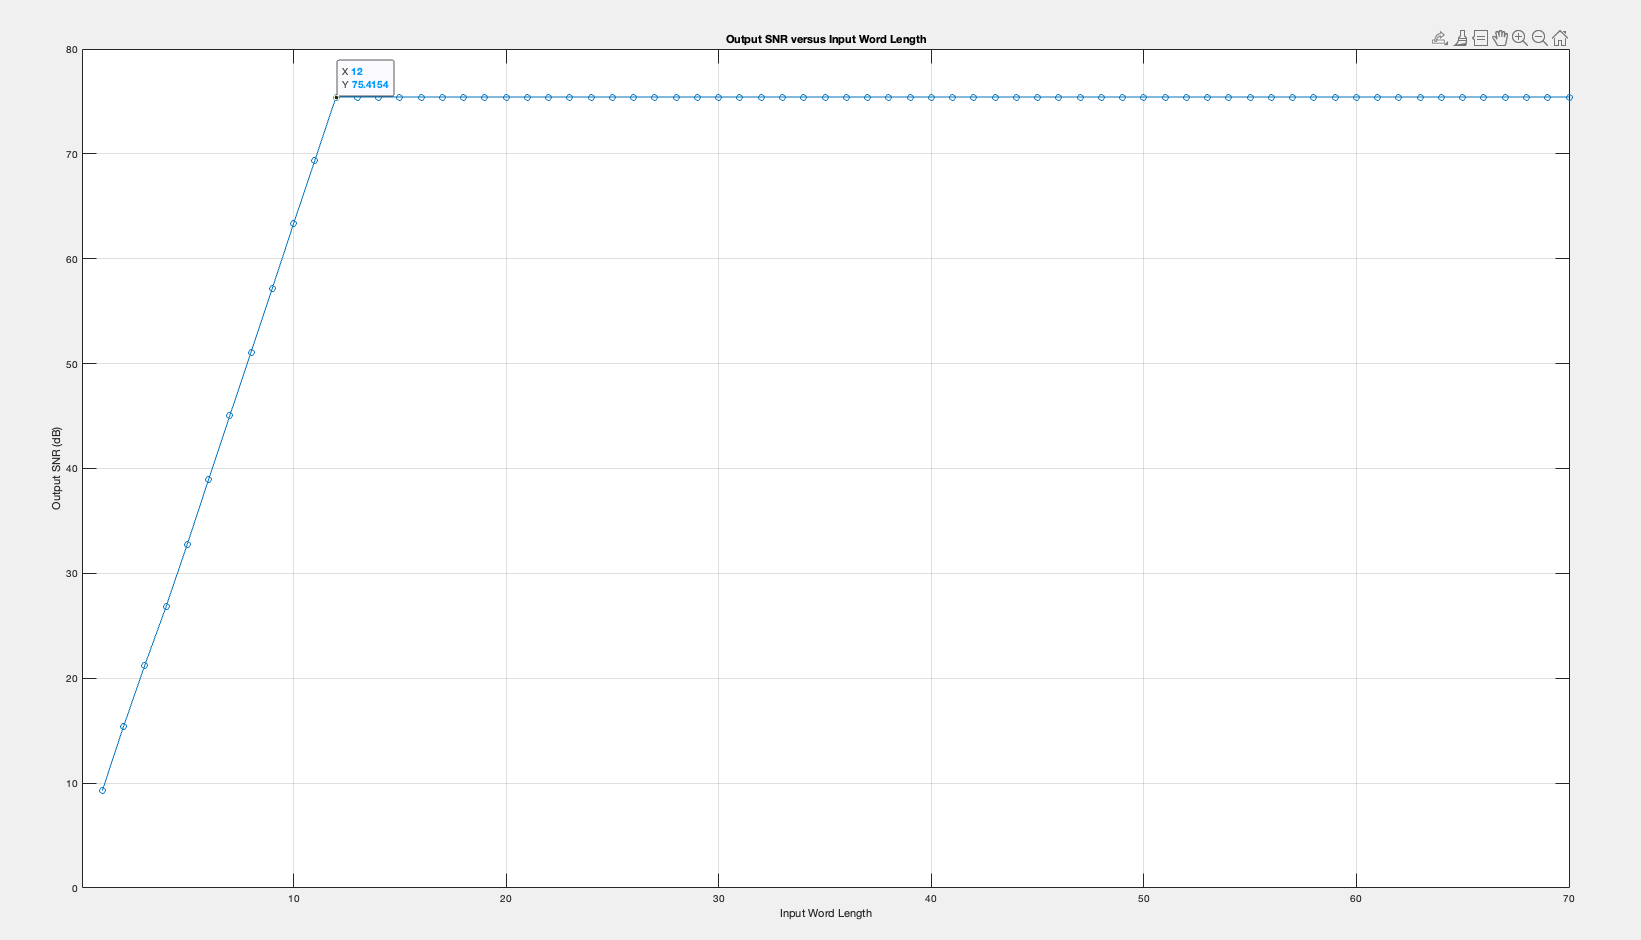 Output SNR versus Input Word Length
X 12
Y 75.4154
80
70
60
50
40
30
20
10
0
Output SNR (dB)
10 20 30 40 50 60 70
Input Word Length